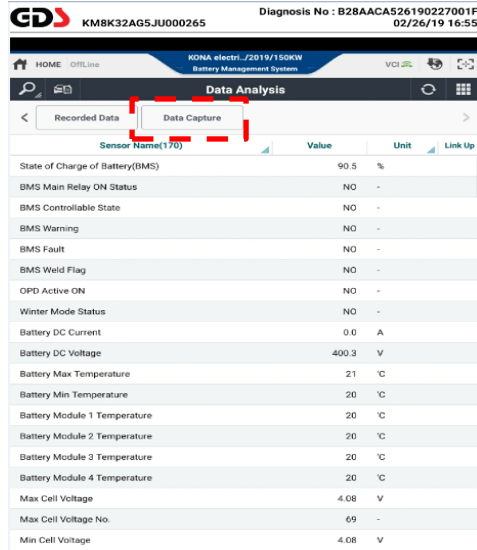 GDS KM8K32AG5JU000265 Diagnosis No : B28AACA526190227001F
02/26/19 16:55
HOME OffLine KONA electri../2019/150KW VCI
Battery Management System
Data Analysis
< Recorded Data Data Capture >
Sensor Name(170) Value Unit Link Up
State of Charge of Battery(BMS) 90.5 %
BMS Main Relay ON Status NO -
BMS Controllable State NO -
BMS Warning NO -
BMS Fault NO -
BMS Weld Flag NO -
OPD Active ON NO -
Winter Mode Status NO -
Battery DC Current 0.0 A
Battery DC Voltage 400.3 V
Battery Max Temperature 21 'C
Battery Min Temperature 20 'C
Battery Module 1 Temperature 20 'C
Battery Module 2 Temperature 20 'C
Battery Module 3 Temperature 20 'C
Battery Module 4 Temperature 20 'C
Max Cell Voltage 4.08 V
Max Cell Voltage No. 69 -
Min Cell Voltage 4.08 V